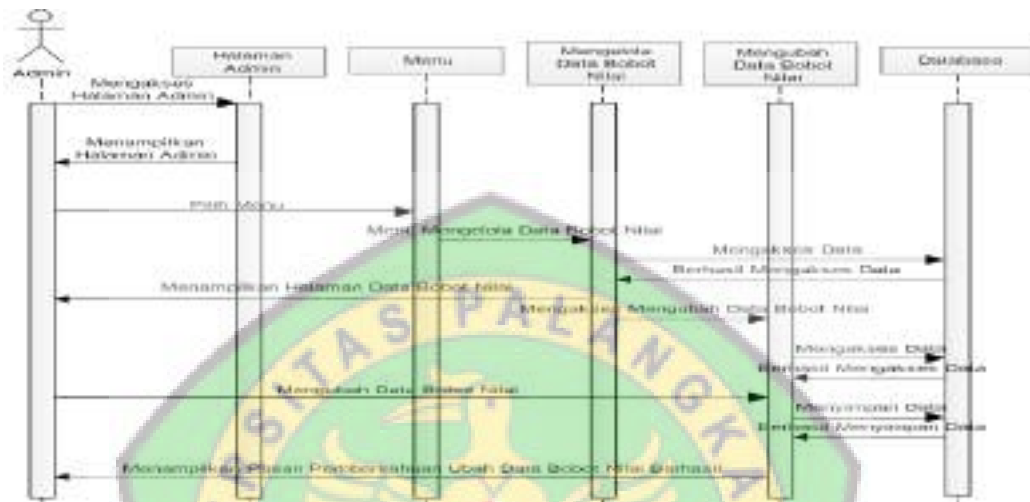 Admin
Halaman
Admin
Menu
Mengelola
Data Bobot
Nilai
Mengubah
Data Bobot
Nilai
Database
Mengakses
Halaman Admin
Menampilkan
Halaman Admin
Pilih Menu
Mengelola Data Bobot Nilai
Mengakses Data
Berhasil Mengakses Data
Menampilkan Halaman Data Bobot Nilai
Mengakses Mengubah Data Bobot Nilai
Mengakses Data
Berhasil Mengakses Data
Mengubah Data Bobot Nilai
Menyimpan Data
Berhasil Menyimpan Data
Menampilkan Pesan Pemberitahuan Ubah Data Bobot Nilai Berhasil
SITAS PALANGKA